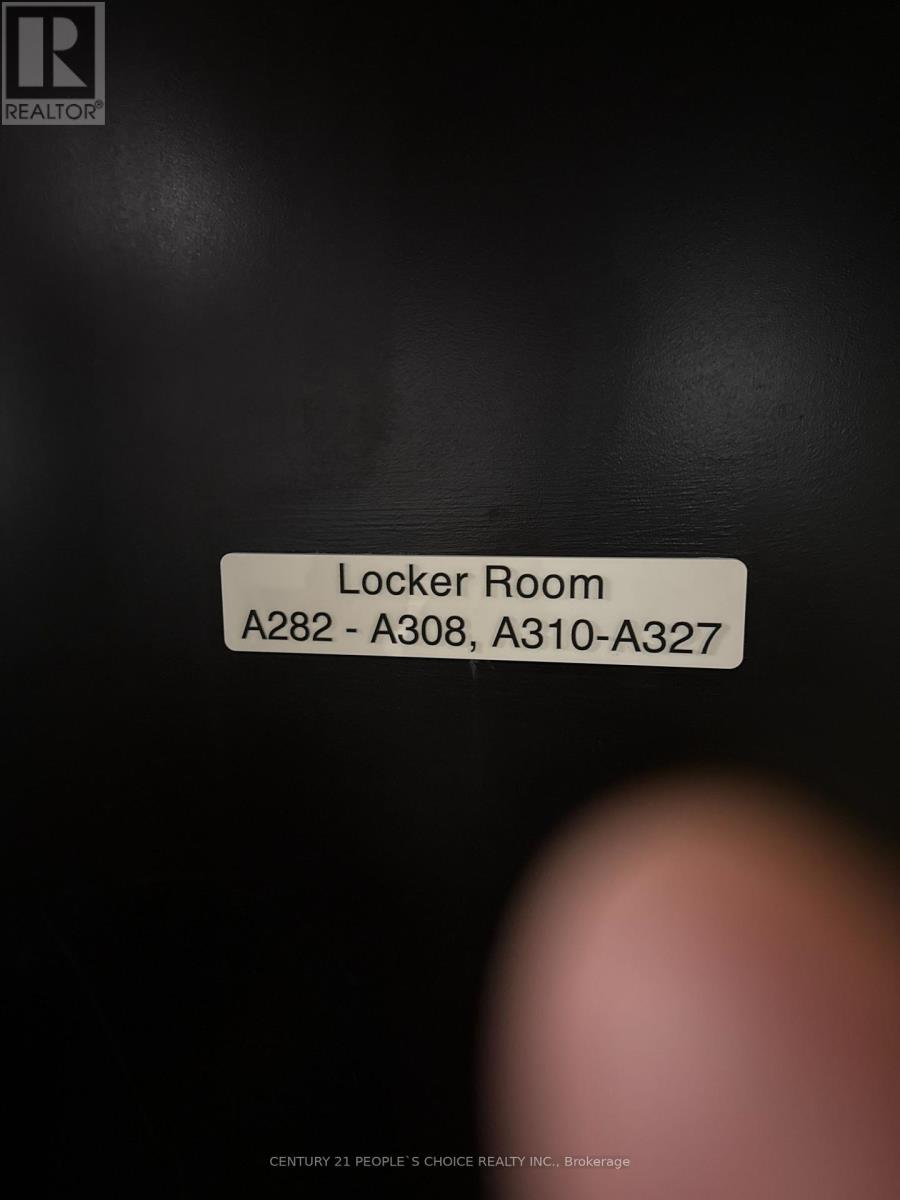 R
REALTOR®
Locker Room
A282 - A308, A310-A327
CENTURY 21 PEOPLE`S CHOICE REALTY INC., Brokerage